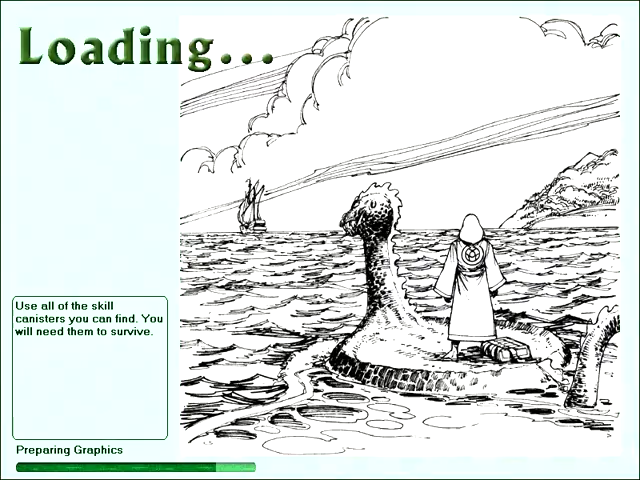 Loading...
Use all of the skill
canisters you can find. You
will need them to survive.
Preparing Graphics